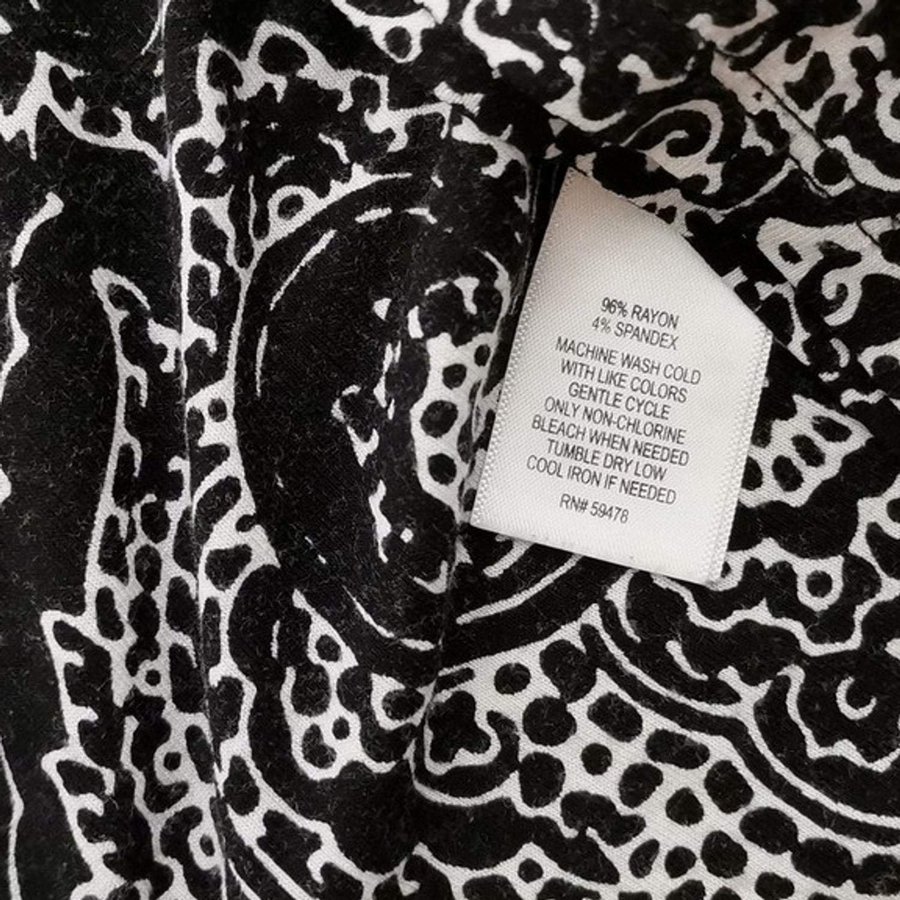 96% RAYON
4% SPANDEX
MACHINE WASH COLD
WITH LIKE COLORS
GENTLE CYCLE
ONLY NON-CHLORINE
BLEACH WHEN NEEDED
TUMBLE DRY LOW
COOL IRON IF NEEDED
RN# 59478